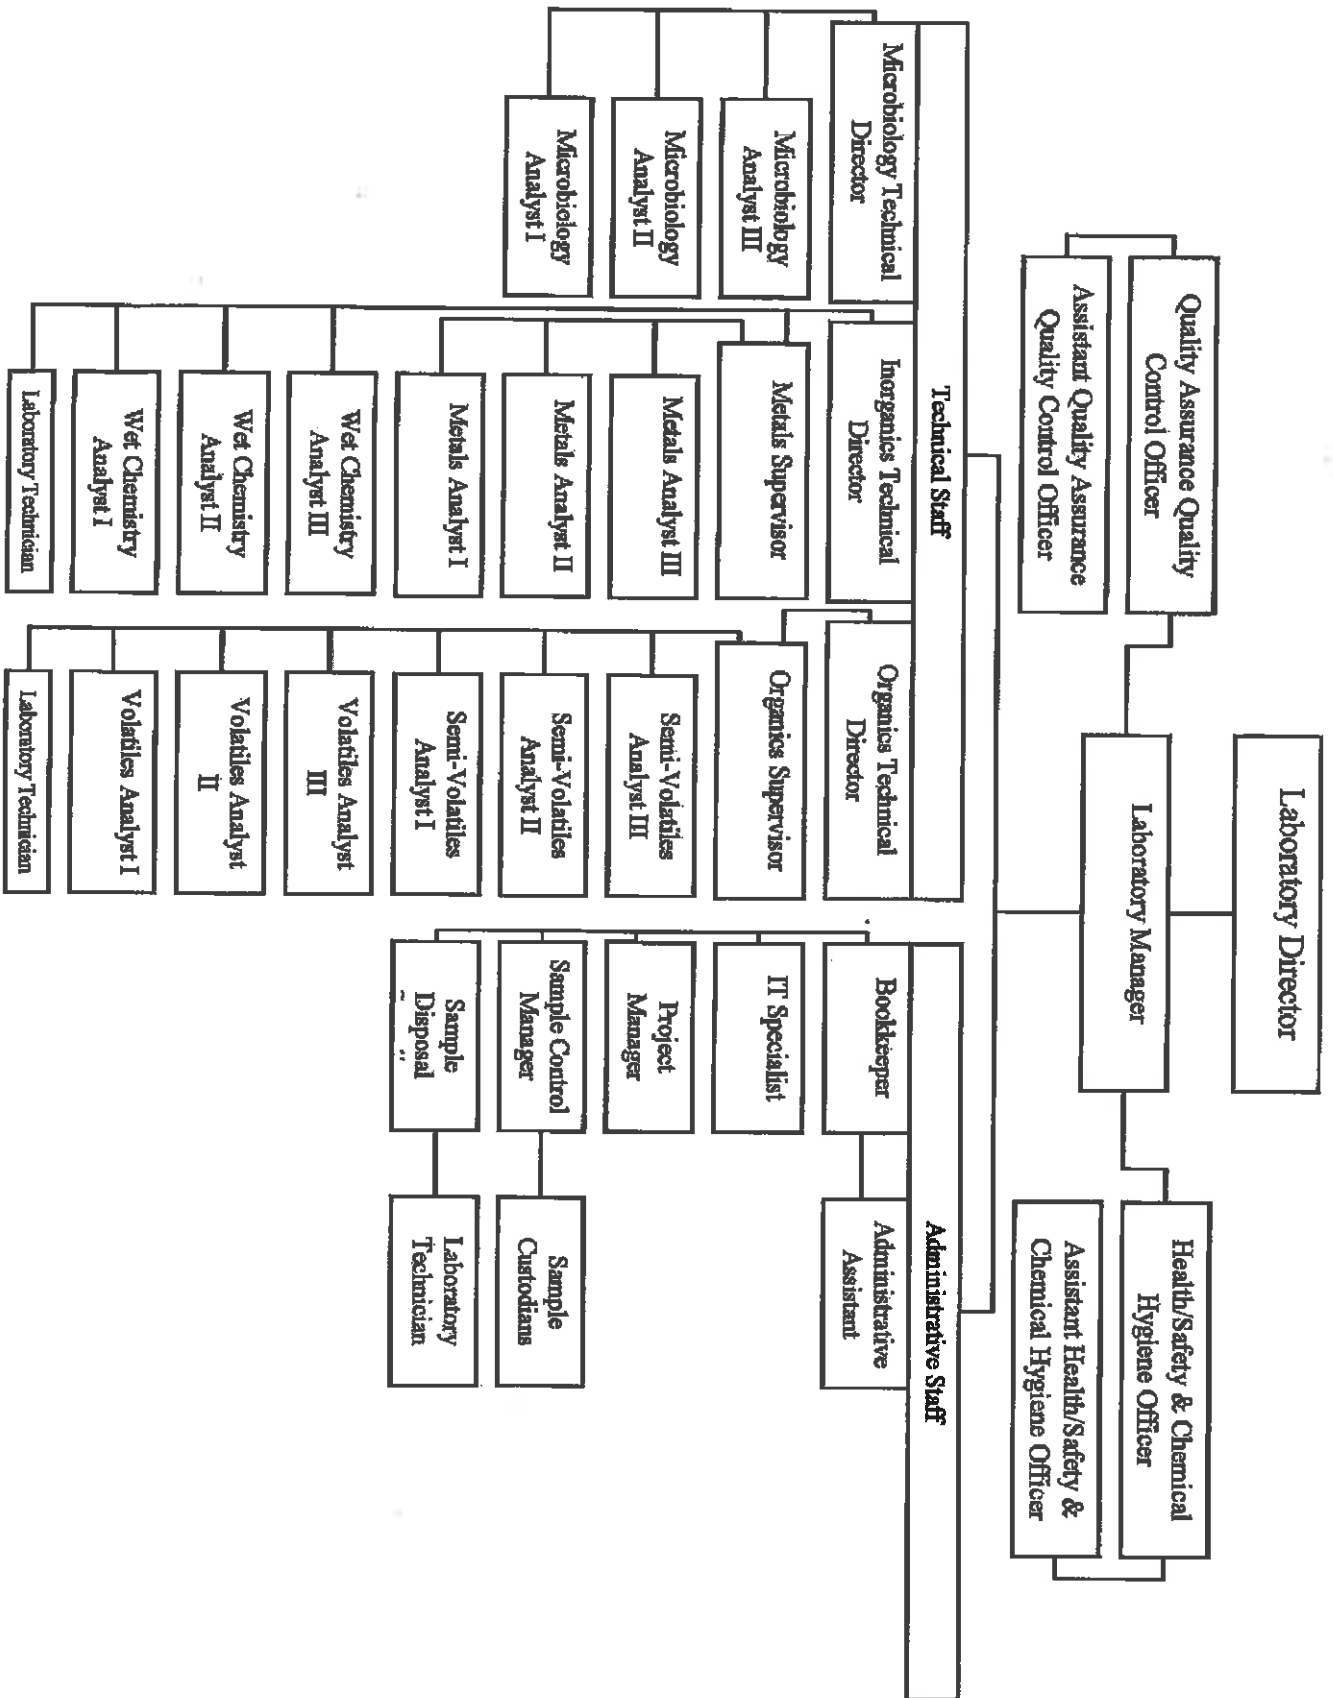 Laboratory Director
Laboratory Manager
Quality Assurance Quality
Control Officer
Assistant Quality Assurance
Quality Control Officer
Health/Safety & Chemical
Hygiene Officer
Assistant Health/Safety &
Chemical Hygiene Officer
Technical Staff
Microbiology Technical
Director
Microbiology
Analyst III
Microbiology
Analyst II
Microbiology
Analyst I
Inorganics Technical
Director
Metals Supervisor
Metals Analyst III
Metals Analyst II
Metals Analyst I
Wet Chemistry
Analyst III
Wet Chemistry
Analyst II
Wet Chemistry
Analyst I
Laboratory Technician
Organics Technical
Director
Organics Supervisor
Semi-Volatiles
Analyst III
Semi-Volatiles
Analyst II
Semi-Volatiles
Analyst I
Volatiles Analyst
III
Volatiles Analyst
II
Volatiles Analyst I
Laboratory Technician
Administrative Staff
Bookkeeper
Administrative
Assistant
IT Specialist
Project
Manager
Sample Control
Manager
Sample
Custodians
Sample
Disposal
Laboratory
Technician